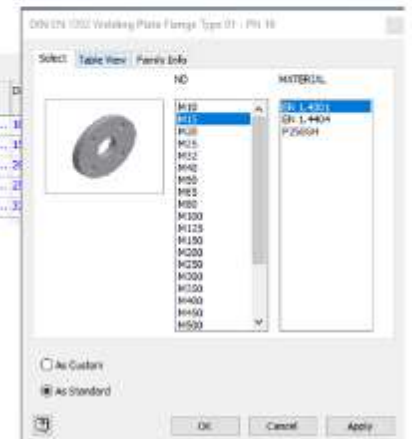 DIN EN 1092 Welding Plate Flange Type 01 - PN 16
Select Table View Family Info
ND
MATERIAL
M10
M15
M20
M25
M32
M40
M50
M65
M80
M100
M125
M150
M200
M250
M300
M350
M400
M450
M500
EN 1.4301
EN 1.4404
P250GH
As Custom
As Standard
OK Cancel Apply